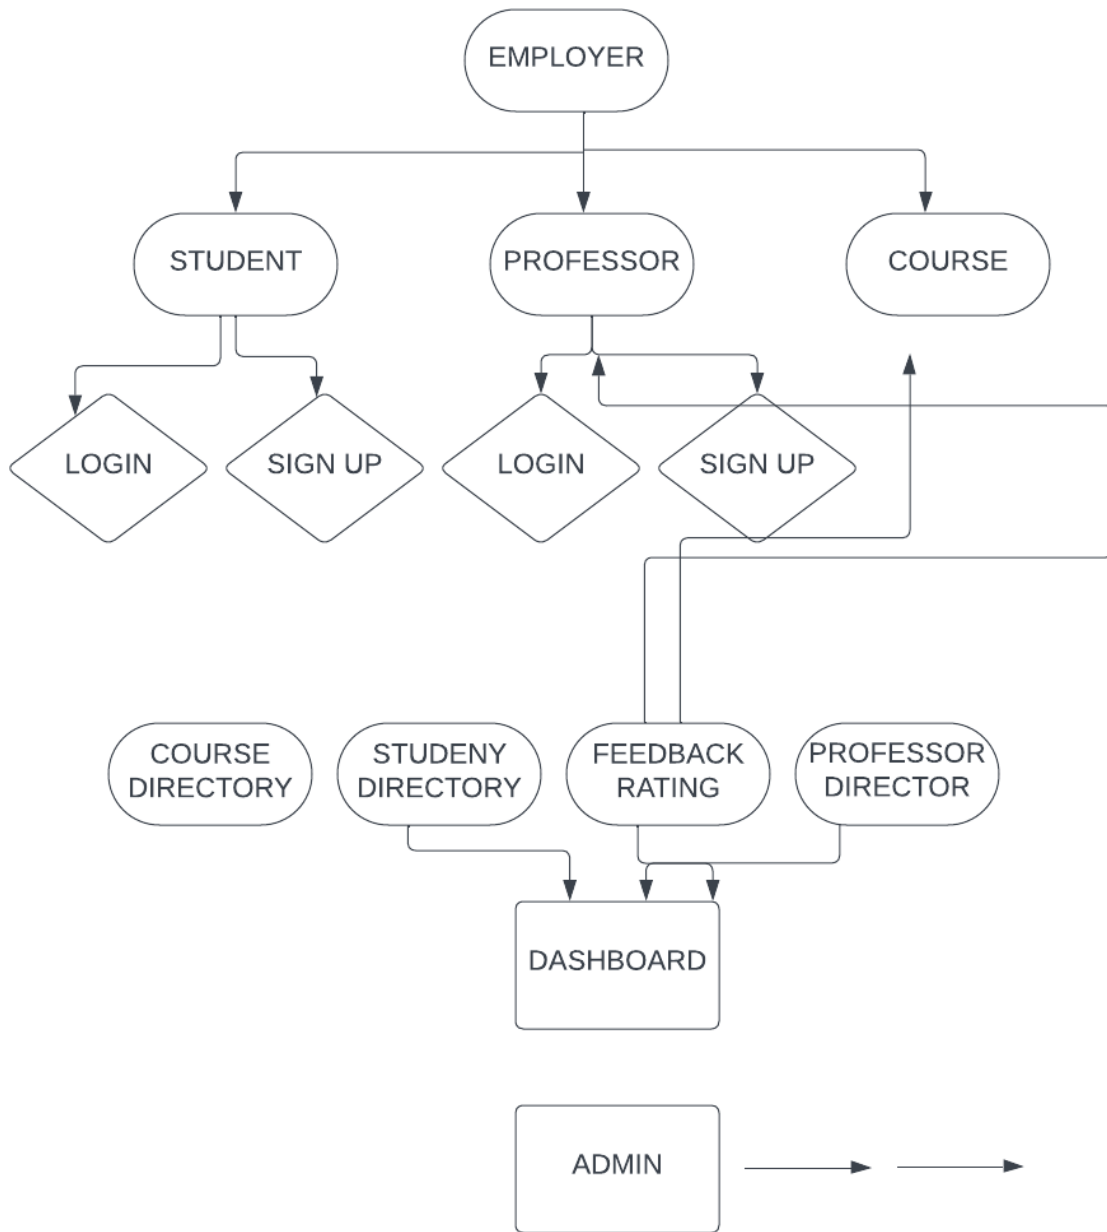 EMPLOYER
STUDENT
PROFESSOR
COURSE
LOGIN
SIGN UP
LOGIN
SIGN UP
COURSE
DIRECTORY
STUDENY
DIRECTORY
FEEDBACK
RATING
PROFESSOR
DIRECTOR
DASHBOARD
ADMIN